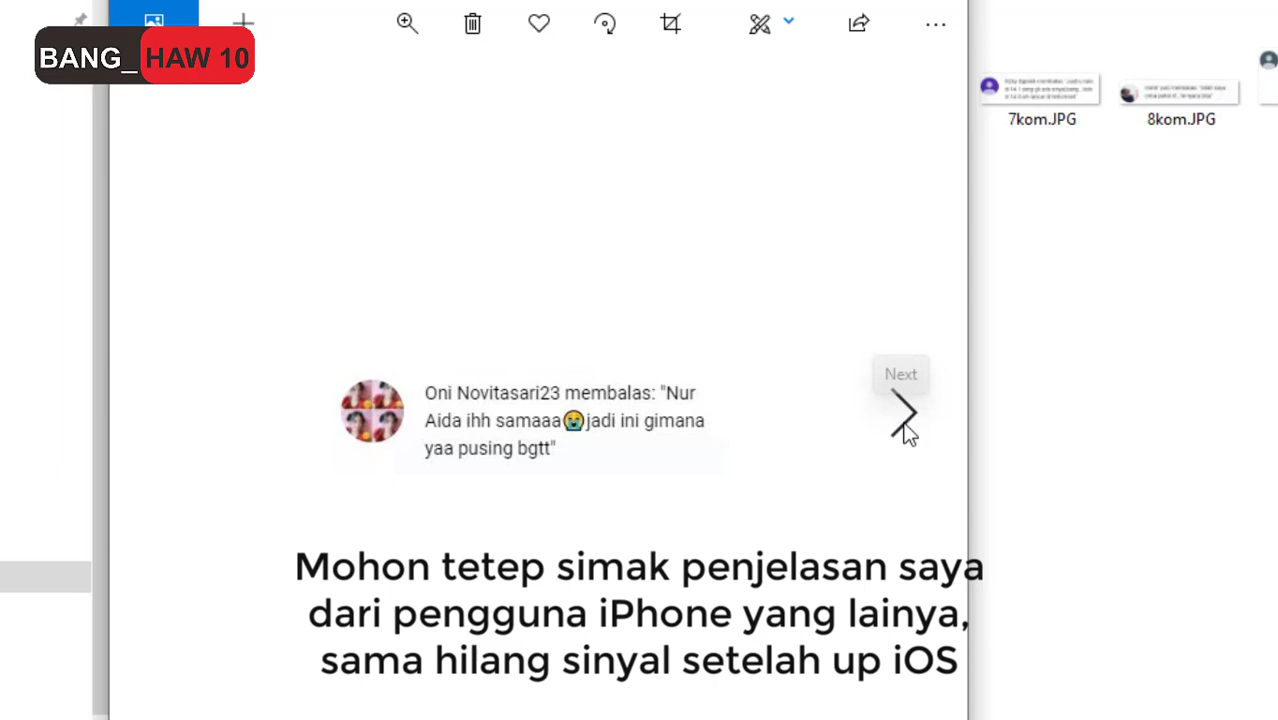 BANG_HAW 10
7kom.JPG
8kom.JPG
Next
Oni Novitasari23 membalas: "Nur
Aida ihh samaaa😭jadi ini gimana
yaa pusing bgtt"
Mohon tetep simak penjelasan saya
dari pengguna iPhone yang lainya,
sama hilang sinyal setelah up iOS